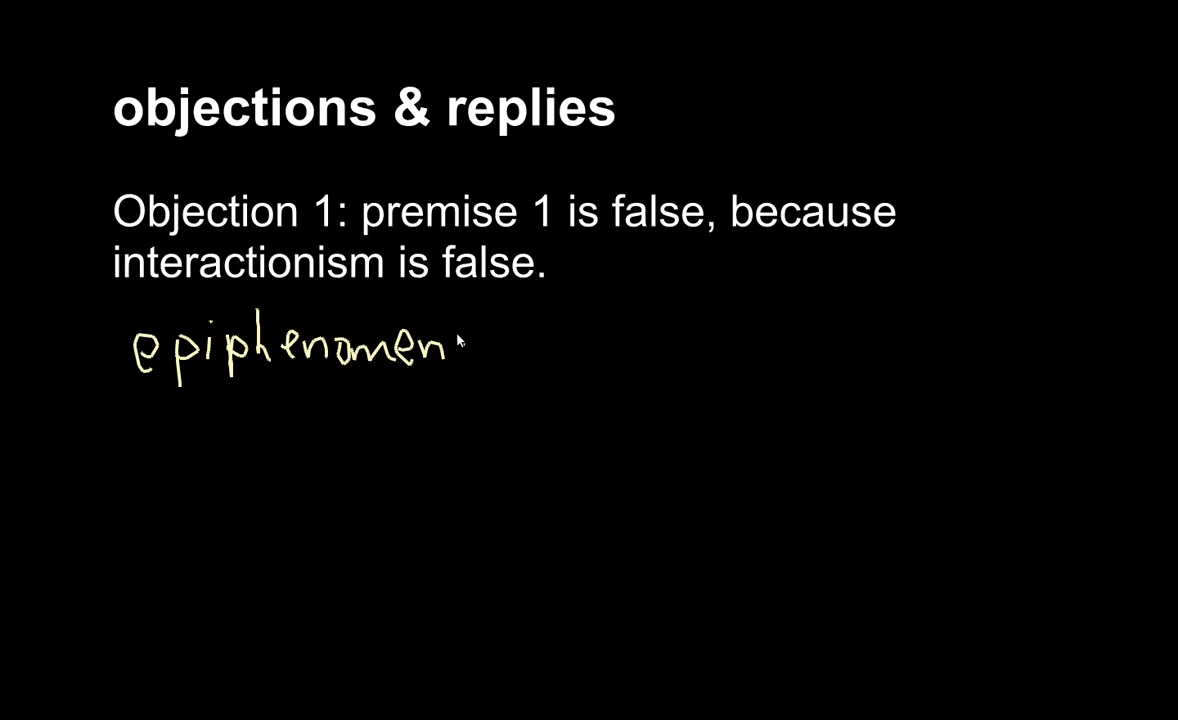 objections & replies
Objection 1: premise 1 is false, because
interactionism is false.
epiphenomen